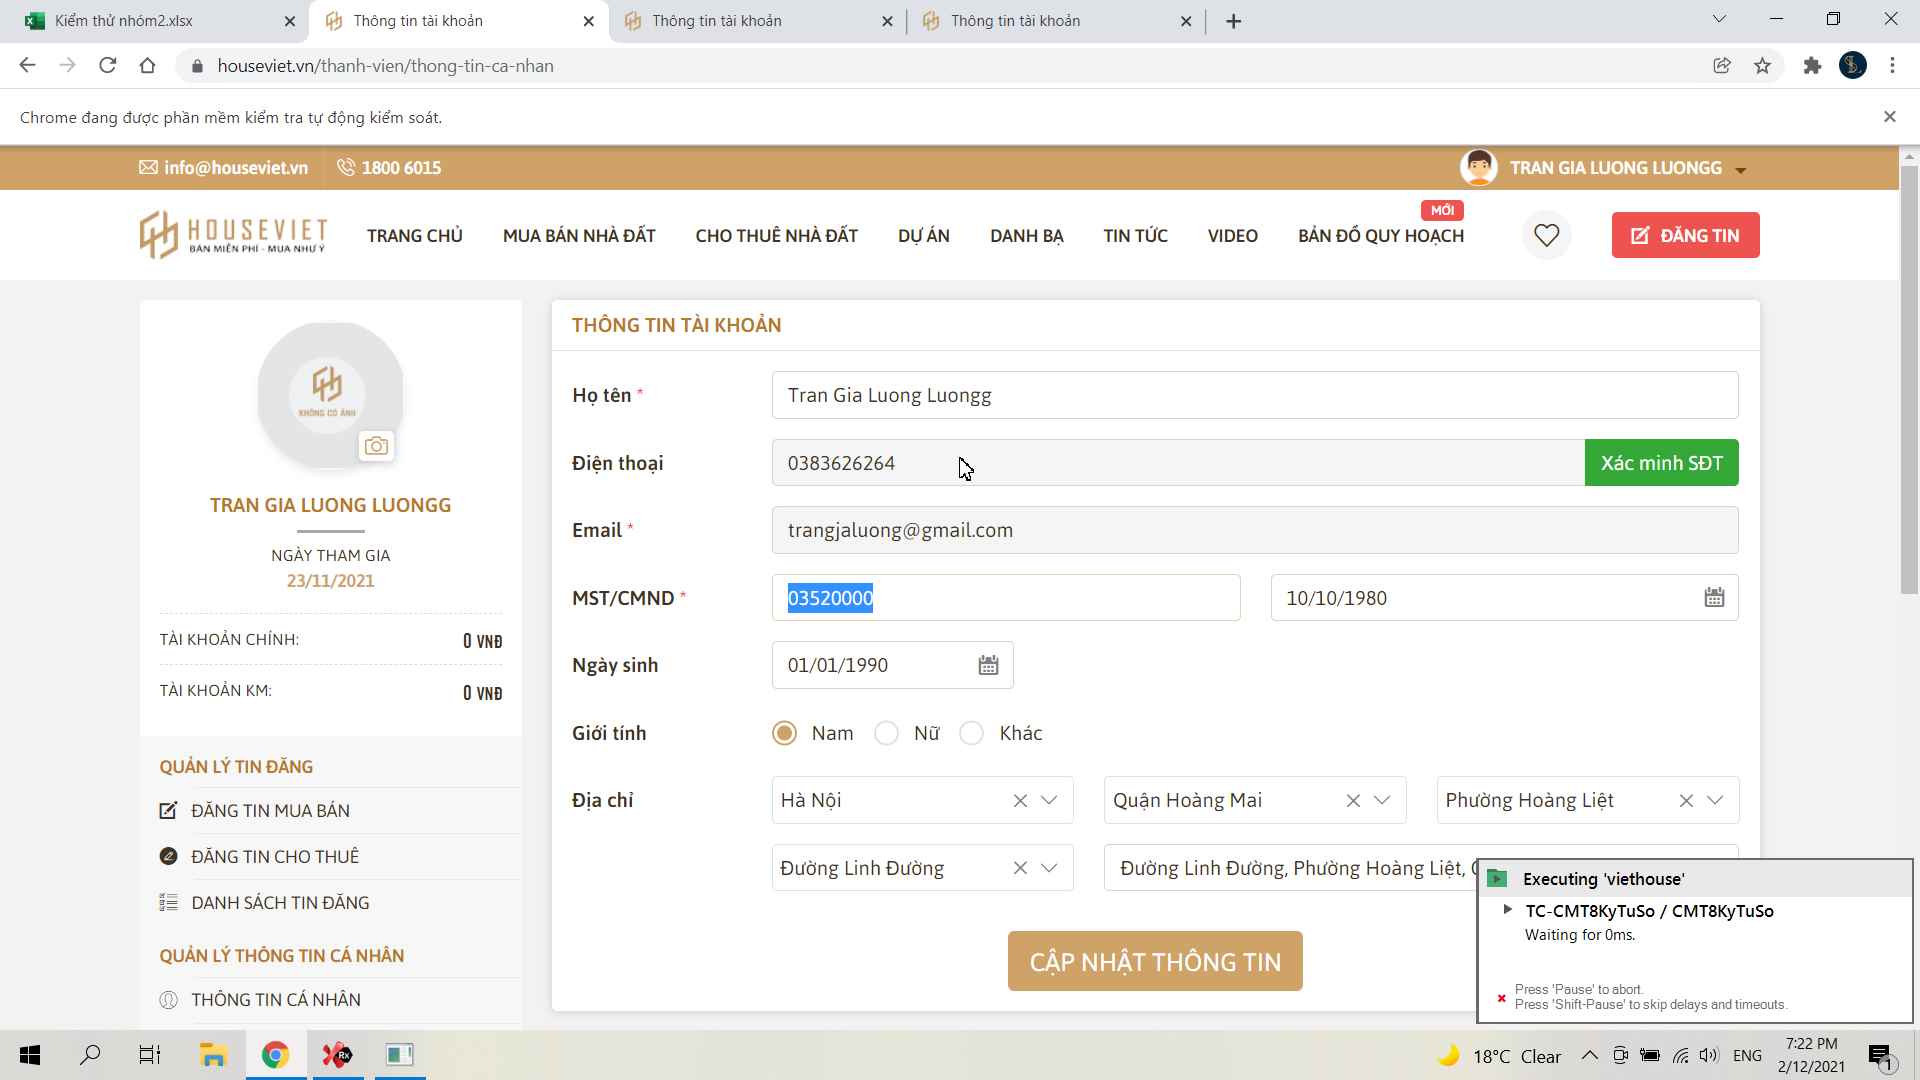 Kiểm thử nhóm2.xlsx
Thông tin tài khoản
Thông tin tài khoản
Thông tin tài khoản
houseviet.vn/thanh-vien/thong-tin-ca-nhan
Chrome đang được phần mềm kiểm tra tự động kiểm soát.
info@houseviet.vn
1800 6015
TRAN GIA LUONG LUONGG
HOUSEVIET
BÁN MIỄN PHÍ - MUA NHƯ Ý
TRANG CHỦ
MUA BÁN NHÀ ĐẤT
CHO THUÊ NHÀ ĐẤT
DỰ ÁN
DANH BẠ
TIN TỨC
VIDEO
MỚI
BẢN ĐỒ QUY HOẠCH
ĐĂNG TIN
KHÔNG CÓ ẢNH
TRAN GIA LUONG LUONGG
NGÀY THAM GIA
23/11/2021
TÀI KHOẢN CHÍNH: 0 VNĐ
TÀI KHOẢN KM: 0 VNĐ
QUẢN LÝ TIN ĐĂNG
ĐĂNG TIN MUA BÁN
ĐĂNG TIN CHO THUÊ
DANH SÁCH TIN ĐĂNG
QUẢN LÝ THÔNG TIN CÁ NHÂN
THÔNG TIN CÁ NHÂN
THÔNG TIN TÀI KHOẢN
Họ tên * Tran Gia Luong Luongg
Điện thoại 0383626264 Xác minh SĐT
Email * trangjaluong@gmail.com
MST/CMND * 03520000 10/10/1980
Ngày sinh 01/01/1990
Giới tính Nam Nữ Khác
Địa chỉ Hà Nội Quận Hoàng Mai Phường Hoàng Liệt
Đường Linh Đường Đường Linh Đường, Phường Hoàng Liệt,
CẬP NHẬT THÔNG TIN
Executing 'viethouse'
TC-CMT8KyTuSo / CMT8KyTuSo
Waiting for 0ms.
Press 'Pause' to abort.
Press 'Shift-Pause' to skip delays and timeouts.
18°C Clear
ENG
7:22 PM
2/12/2021
1